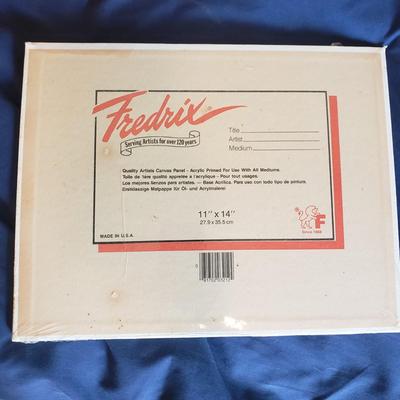 Fredrix®
Serving Artists for over 120 years
Title
Artist
Medium
Quality Artists Canvas Panel - Acrylic Primed For Use With All Mediums.
Toile de 1ère qualité apprêtée a l'acrylique - Pour tout usages.
Los mejores lienzos para artistas. — Base Acrílica. Para uso con todo tipo de pintura.
Erstklassige Malpappe für Öl- und Acrylmalerei
11" x 14"
27.9 x 35.5 cm
F
Since 1868
MADE IN U.S.A.